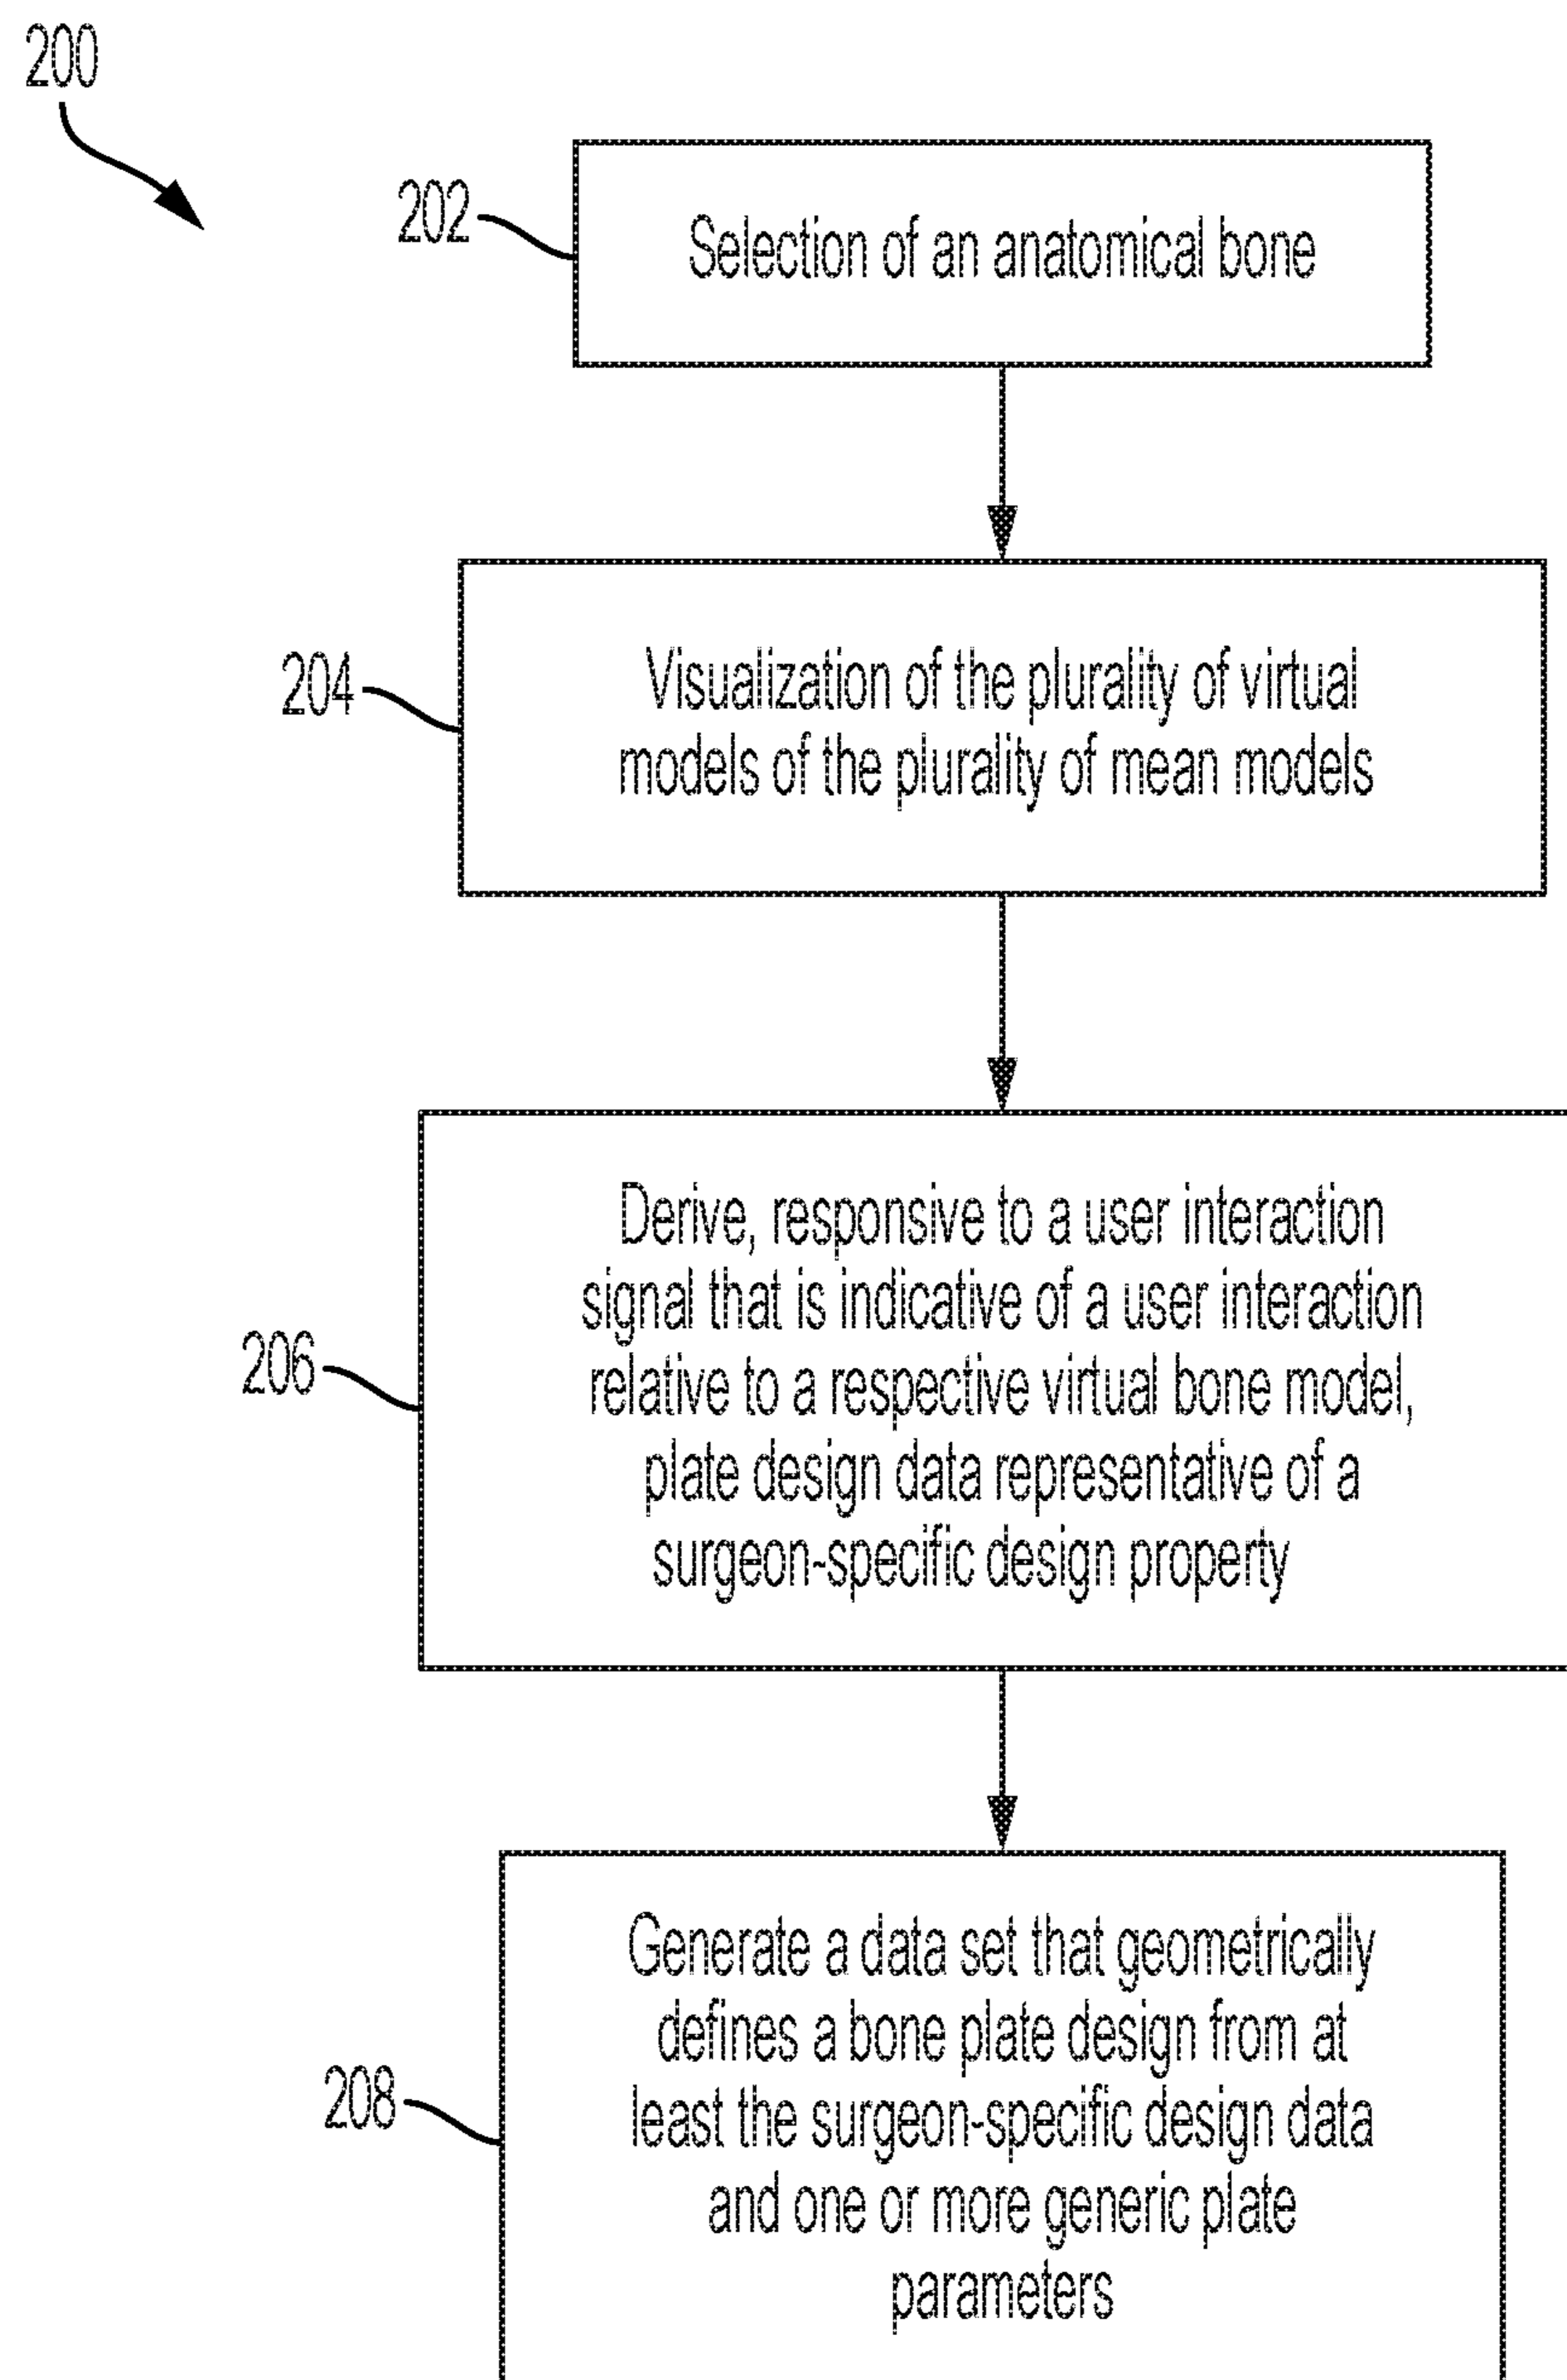 200
202
Selection of an anatomical bone
204
Visualization of the plurality of virtual
models of the plurality of mean models
206
Derive, responsive to a user interaction
signal that is indicative of a user interaction
relative to a respective virtual bone model,
plate design data representative of a
surgeon-specific design property
208
Generate a data set that geometrically
defines a bone plate design from at
least the surgeon-specific design data
and one or more generic plate
parameters